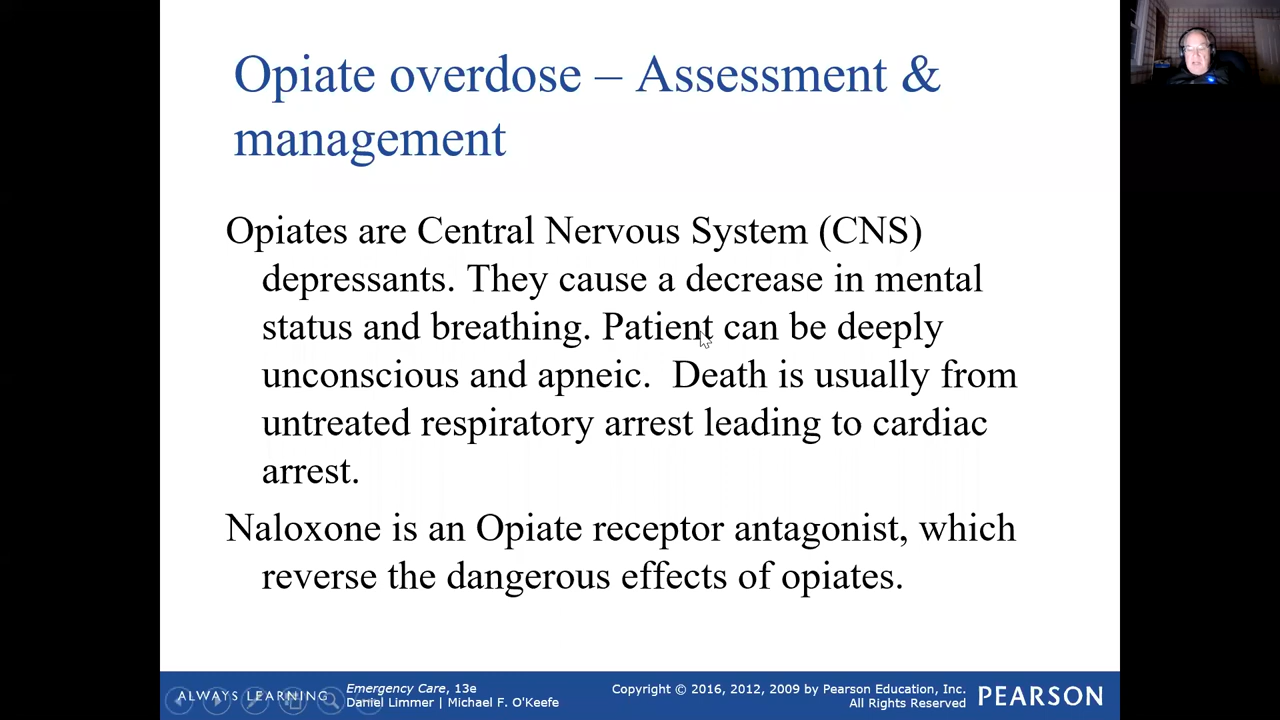 Opiate overdose – Assessment &
management
Opiates are Central Nervous System (CNS)
depressants. They cause a decrease in mental
status and breathing. Patient can be deeply
unconscious and apneic.  Death is usually from
untreated respiratory arrest leading to cardiac
arrest.
Naloxone is an Opiate receptor antagonist, which
reverse the dangerous effects of opiates.
ALWAYS LEARNING
Emergency Care, 13e
Daniel Limmer | Michael F. O'Keefe
Copyright © 2016, 2012, 2009 by Pearson Education, Inc.
All Rights Reserved
PEARSON